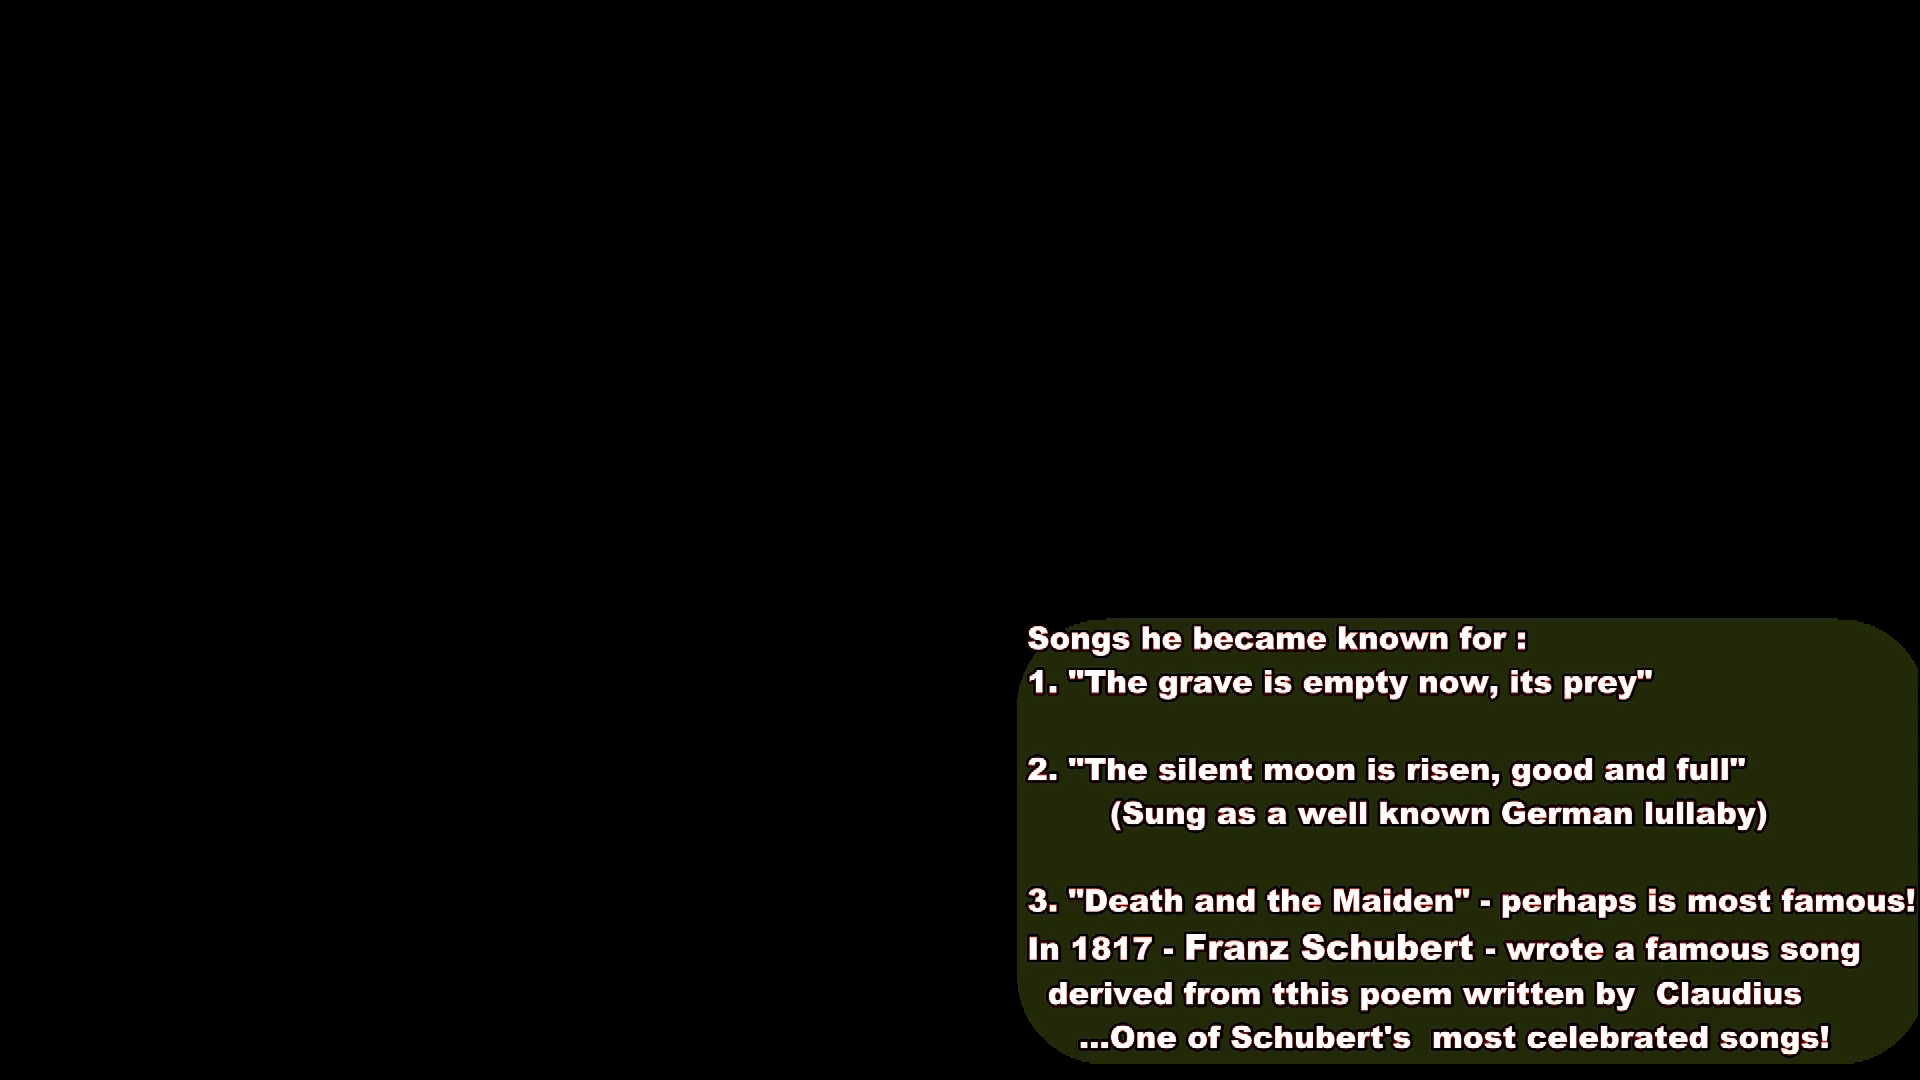 Songs he became known for :
1. "The grave is empty now, its prey"
2. "The silent moon is risen, good and full"
(Sung as a well known German lullaby)
3. "Death and the Maiden" - perhaps is most famous!
In 1817 - Franz Schubert - wrote a famous song
derived from tthis poem written by Claudius
...One of Schubert's most celebrated songs!